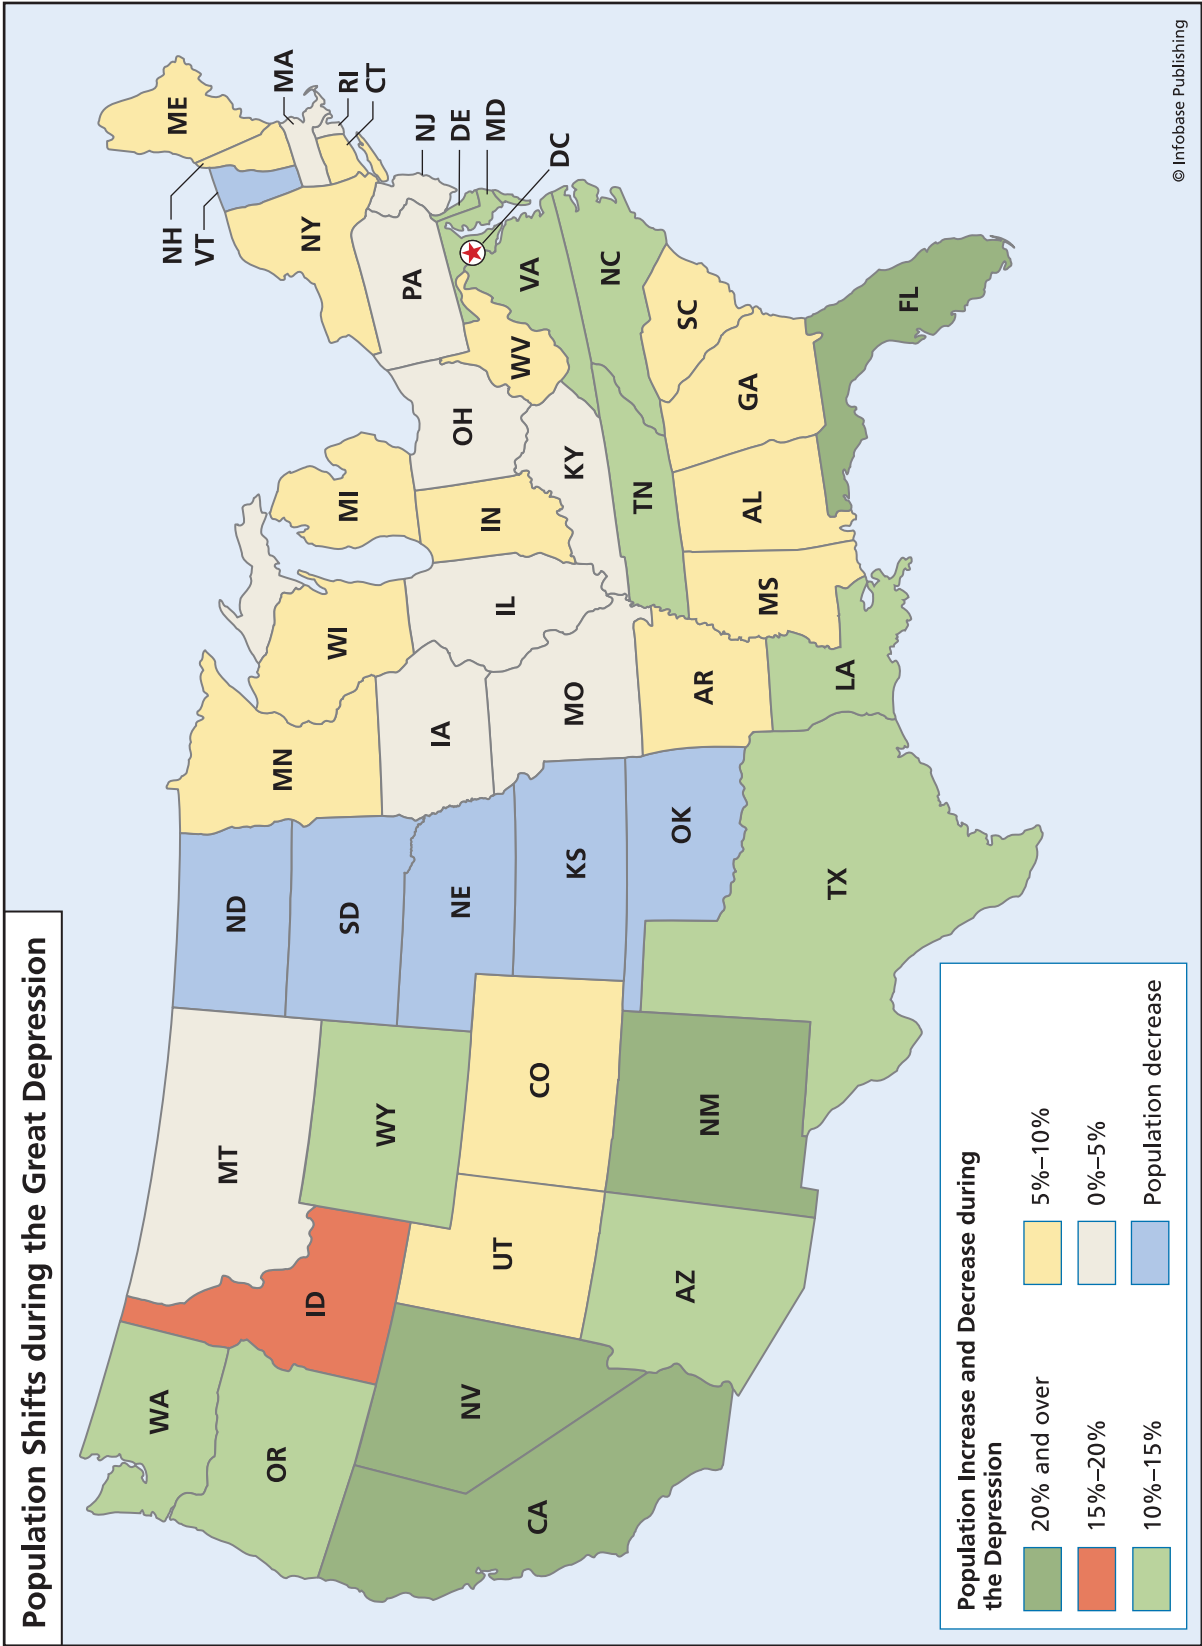 Population Shifts during the Great Depression
WA
OR
CA
NV
ID
MT
WY
UT
AZ
CO
NM
ND
SD
NE
KS
OK
TX
MN
IA
MO
AR
LA
WI
IL
MI
IN
OH
KY
TN
MS
AL
GA
FL
SC
NC
VA
WV
PA
NY
VT
NH
ME
MA
RI
CT
NJ
DE
MD
DC
Population Increase and Decrease during
the Depression
20% and over
15%–20%
10%–15%
5%–10%
0%–5%
Population decrease
© Infobase Publishing